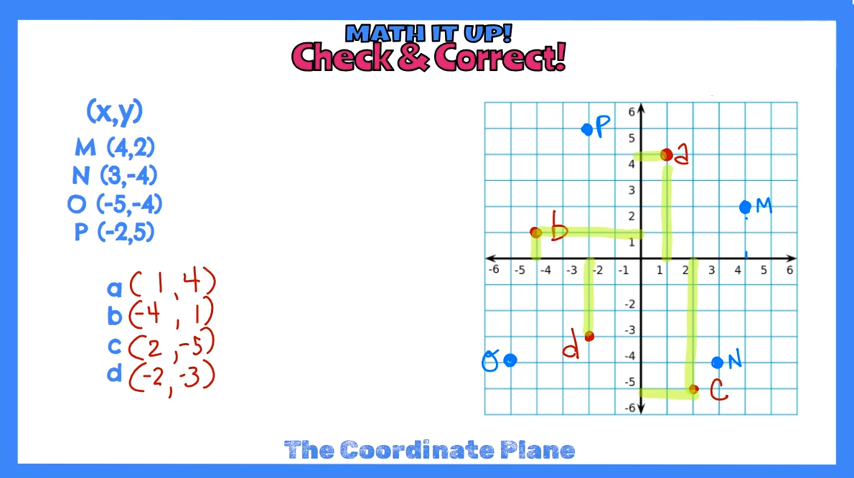 MATH IT UP!
Check & Correct!
(x,y)
M (4,2)
N (3,-4)
O (-5,-4)
P (-2,5)
a (1,4)
b (-4,1)
c (2,-5)
d (-2,-3)
6
5
4
3
2
1
-2
-3
-4
-5
-6
-6 -5 -4 -3 -2 -1 1 2 3 4 5 6
P
a
M
b
d
O
N
C
The Coordinate Plane